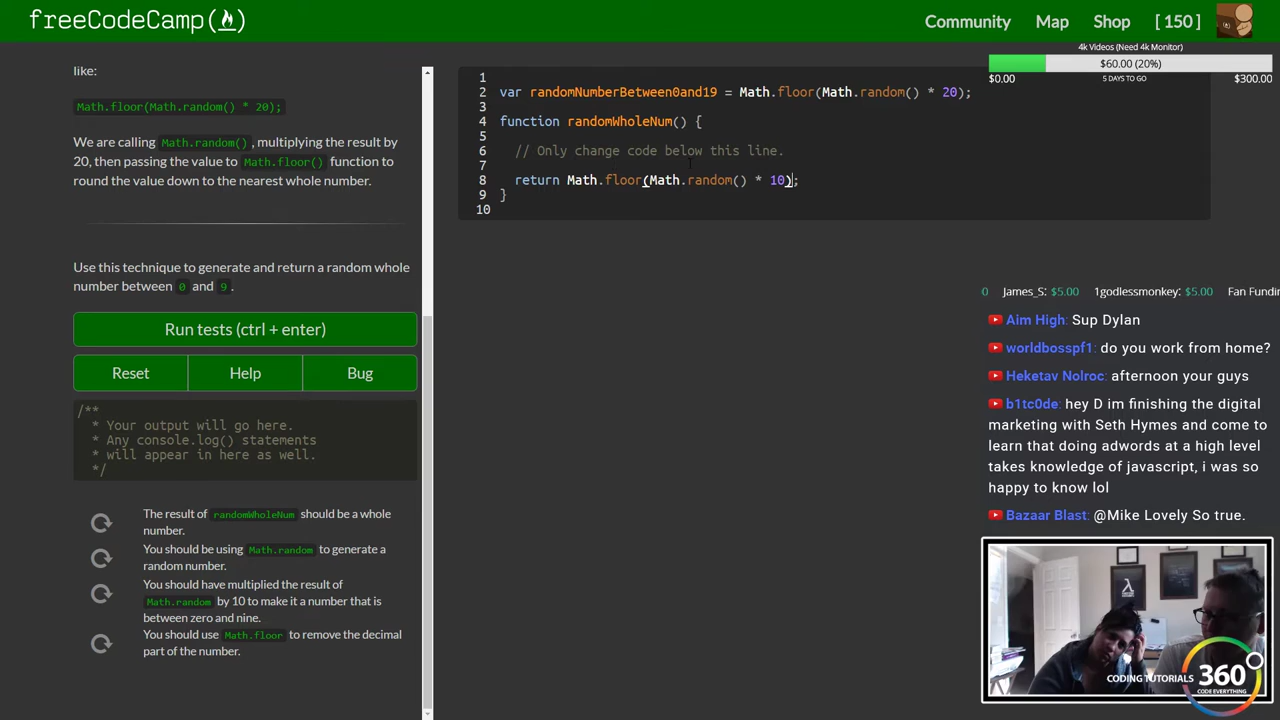 freeCodeCamp(🔥)
Community Map Shop [ 150 ]
4k Videos (Need 4k Monitor)
$60.00 (20%)
$0.00 5 DAYS TO GO $300.00
like:
Math.floor(Math.random() * 20);
We are calling Math.random(), multiplying the result by
20, then passing the value to Math.floor() function to
round the value down to the nearest whole number.
Use this technique to generate and return a random whole
number between 0 and 9.
Run tests (ctrl + enter)
Reset Help Bug
/**
* Your output will go here.
* Any console.log() statements
* will appear in here as well.
*/
The result of randomWholeNum should be a whole
number.
You should be using Math.random to generate a
random number.
You should have multiplied the result of
Math.random by 10 to make it a number that is
between zero and nine.
You should use Math.floor to remove the decimal
part of the number.
1
2 var randomNumberBetween0and19 = Math.floor(Math.random() * 20);
3
4 function randomWholeNum() {
5
6 // Only change code below this line.
7
8 return Math.floor(Math.random() * 10);
9 }
10
0 James_S: $5.00 1godlessmonkey: $5.00 Fan Fundin
Aim High: Sup Dylan
worldbosspf1: do you work from home?
Heketav Nolroc: afternoon your guys
b1tc0de: hey D im finishing the digital
marketing with Seth Hymes and come to
learn that doing adwords at a high level
takes knowledge of javascript, i was so
happy to know lol
Bazaar Blast: @Mike Lovely So true.
CODING TUTORIALS 360°
CODE EVERYTHING